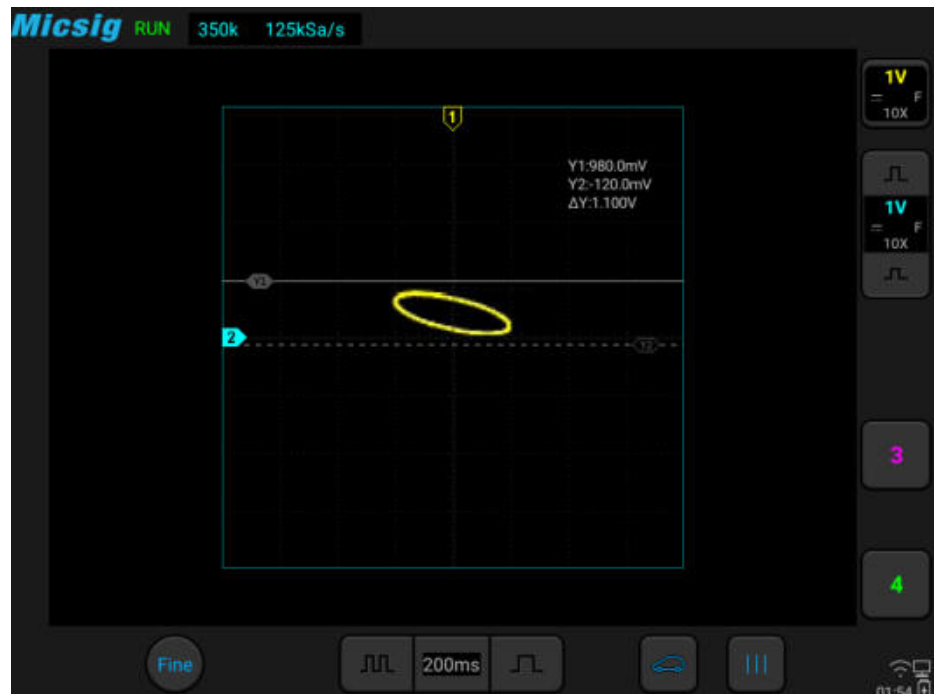 Micsig RUN 350k 125kSa/s
1V
F
10X
1
Y1:980.0mV
Y2:-120.0mV
ΔY:1.100V
1V
F
10X
Y1
2
Y2
3
4
Fine
200ms
01:54